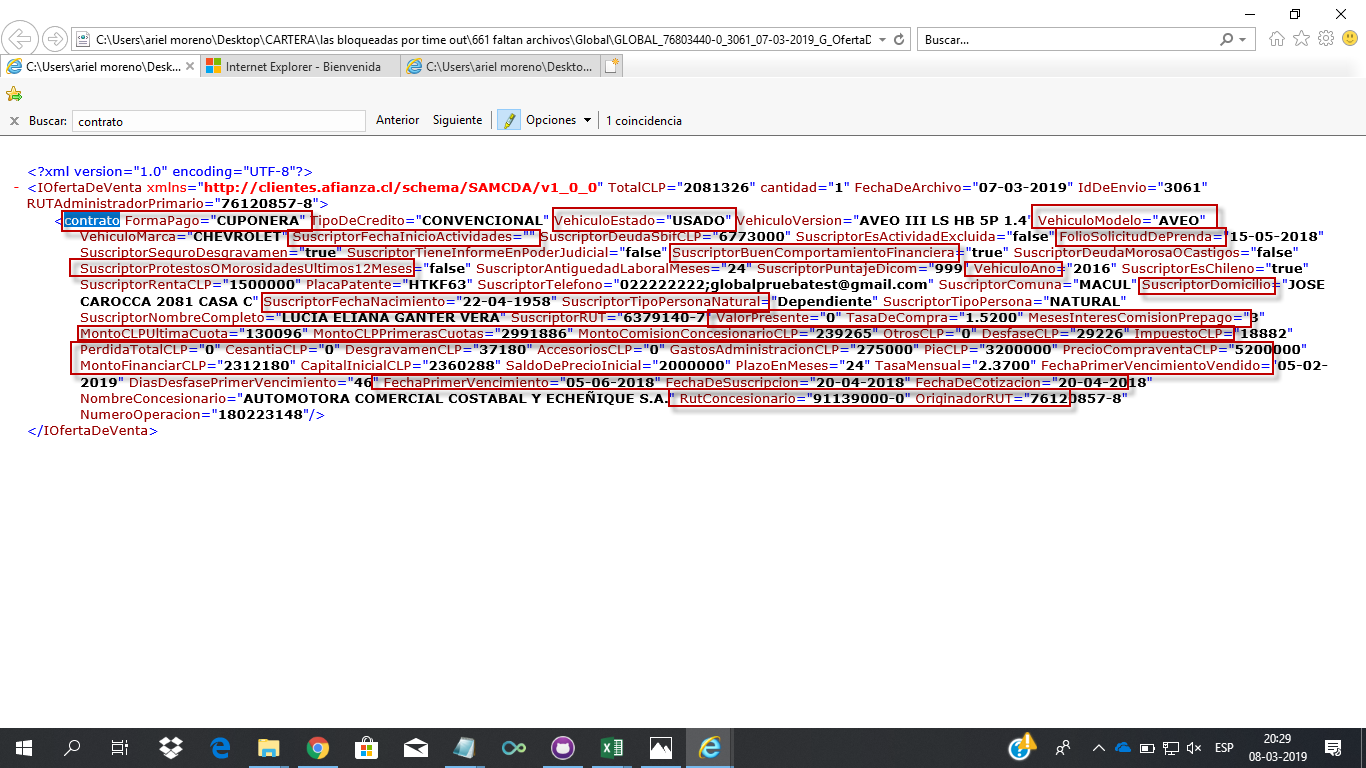 C:\Users\ariel moreno\Desktop\CARTERA\las bloqueadas por time out\661 faltan archivos\Global\GLOBAL_76803440-0_3061_07-03-2019_G_OfertaD
Buscar...
C:\Users\ariel moreno\Desk...
Internet Explorer - Bienvenida
C:\Users\ariel moreno\Deskto...
Buscar: contrato Anterior Siguiente Opciones 1 coincidencia
<?xml version="1.0" encoding="UTF-8"?>
- <IOfertaDeVenta xmlns="http://clientes.afianza.cl/schema/SAMCDA/v1_0_0" TotalCLP="2081326" cantidad="1" FechaDeArchivo="07-03-2019" IdDeEnvio="3061"
RUTAdministradorPrimario="76120857-8">
<contrato FormaPago="CUPONERA" TipoDeCredito="CONVENCIONAL" VehiculoEstado="USADO" VehiculoVersion="AVEO III LS HB 5P 1.4" VehiculoModelo="AVEO"
VehiculoMarca="CHEVROLET" SuscriptorFechaInicioActividades="" SuscriptorDeudaSbifCLP="6773000" SuscriptorEsActividadExcluida="false" FolioSolicitudDePrenda="15-05-2018"
SuscriptorSeguroDesgravamen="true" SuscriptorTieneInformeEnPoderJudicial="false" SuscriptorBuenComportamientoFinanciera="true" SuscriptorDeudaMorosaOCastigos="false"
SuscriptorProtestosOMorosidadesUltimos12Meses="false" SuscriptorAntiguedadLaboralMeses="24" SuscriptorPuntajeDicom="999" VehiculoAno="2016" SuscriptorEsChileno="true"
SuscriptorRentaCLP="1500000" PlacaPatente="HTKF63" SuscriptorTelefono="022222222;globalpruebatest@gmail.com" SuscriptorComuna="MACUL" SuscriptorDomicilio="JOSE
CAROCCA 2081 CASA C" SuscriptorFechaNacimiento="22-04-1958" SuscriptorTipoPersonaNatural="Dependiente" SuscriptorTipoPersona="NATURAL"
SuscriptorNombreCompleto="LUCIA ELIANA GANTER VERA" SuscriptorRUT="6379140-7" ValorPresente="0" TasaDeCompra="1.5200" MesesInteresComisionPrepago="3"
MontoCLPUltimaCuota="130096" MontoCLPPrimerasCuotas="2991886" MontoComisionConcesionarioCLP="239265" OtrosCLP="0" DesfaseCLP="29226" ImpuestoCLP="18882"
PerdidaTotalCLP="0" CesantiaCLP="0" DesgravamenCLP="37180" AccesoriosCLP="0" GastosAdministracionCLP="275000" PieCLP="3200000" PrecioCompraventaCLP="5200000"
MontoFinanciarCLP="2312180" CapitalInicialCLP="2360288" SaldoDePrecioInicial="2000000" PlazoEnMeses="24" TasaMensual="2.3700" FechaPrimerVencimientoVendido="05-02-
2019" DiasDesfasePrimerVencimiento="46" FechaPrimerVencimiento="05-06-2018" FechaDeSuscripcion="20-04-2018" FechaDeCotizacion="20-04-2018"
NombreConcesionario="AUTOMOTORA COMERCIAL COSTABAL Y ECHEÑIQUE S.A." RutConcesionario="91139000-0" OriginadorRUT="76120857-8"
NumeroOperacion="180223148"/>
</IOfertaDeVenta>
ESP
20:29
08-03-2019